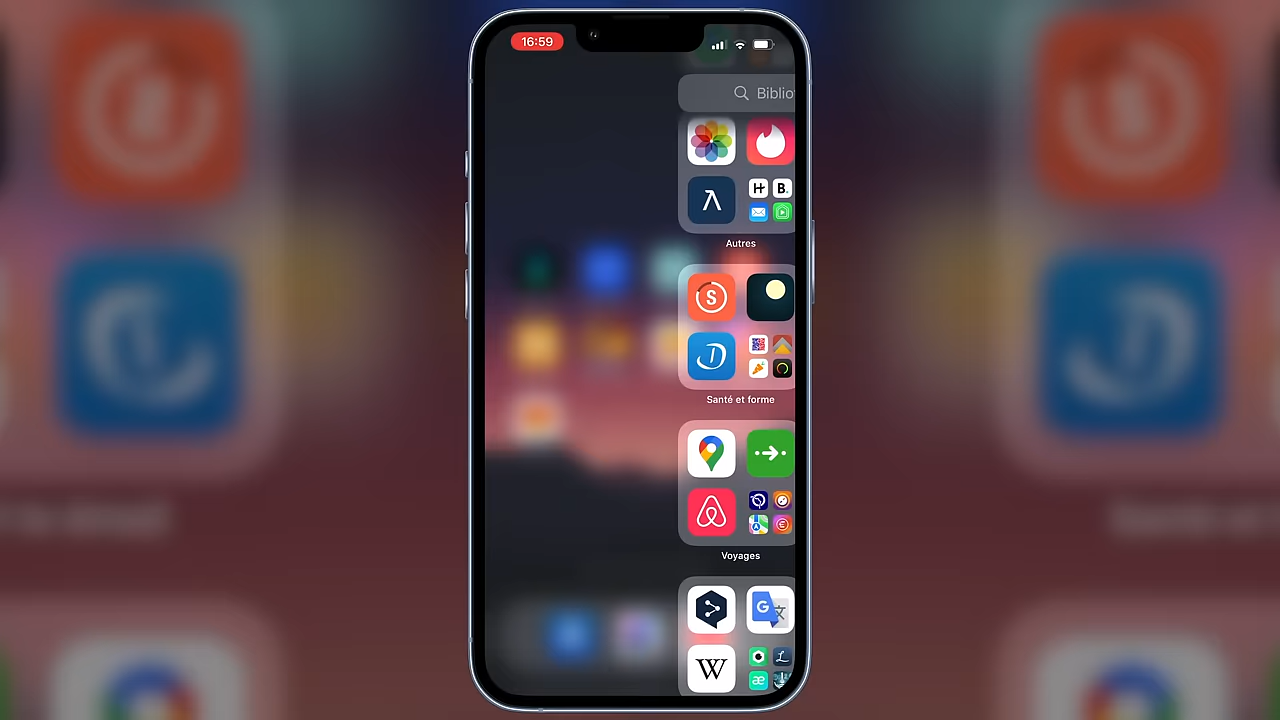 16:59
Biblio
H
B.
Autres
S
Santé et forme
Voyages
G
W
æ